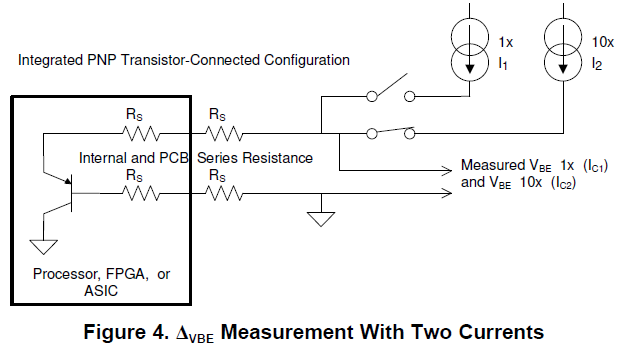 Integrated PNP Transistor-Connected Configuration
1x
I1
10x
I2
RS
RS
Internal and PCB Series Resistance
RS
RS
Measured VBE 1x (IC1)
and VBE 10x (IC2)
Processor, FPGA, or
ASIC
Figure 4. ΔVBE Measurement With Two Currents